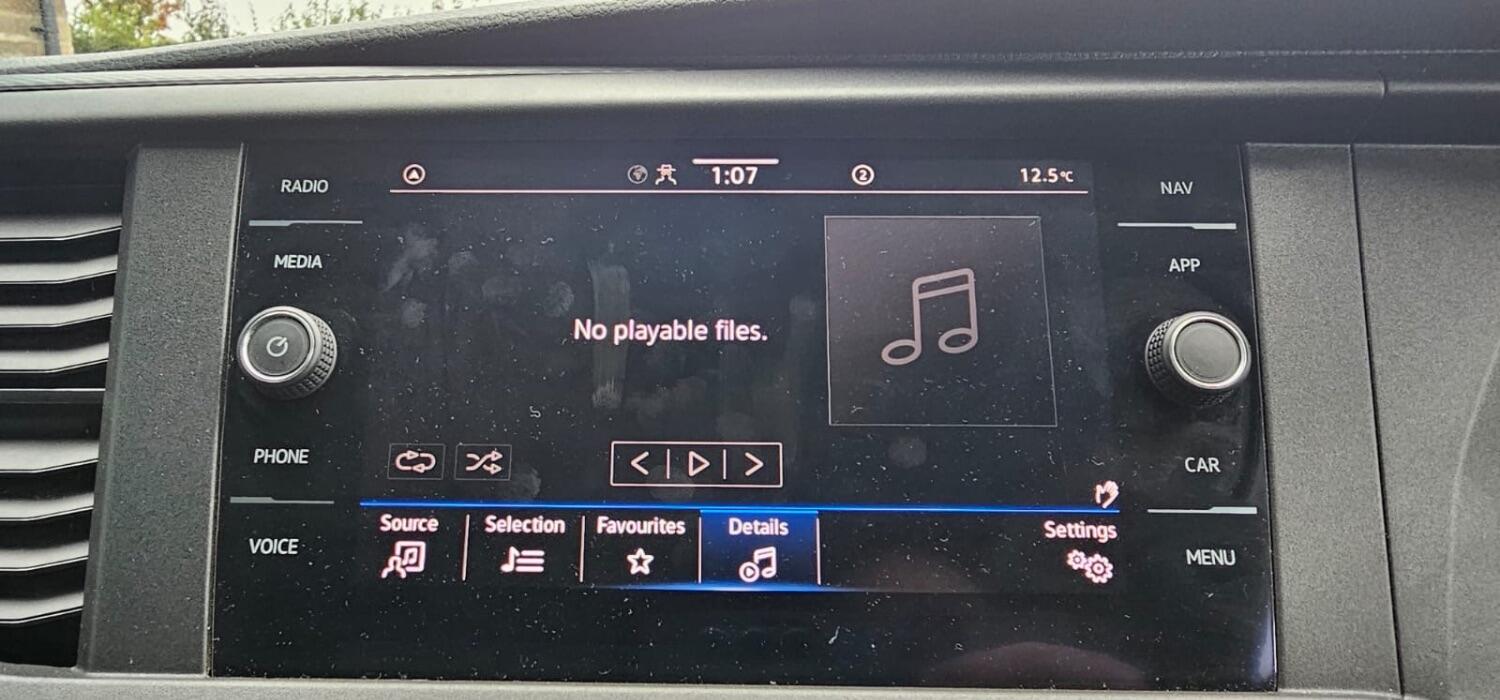 1:07
2
12.5°C
RADIO
NAV
MEDIA
APP
No playable files.
PHONE
CAR
Source
Selection
Favourites
Details
Settings
VOICE
MENU